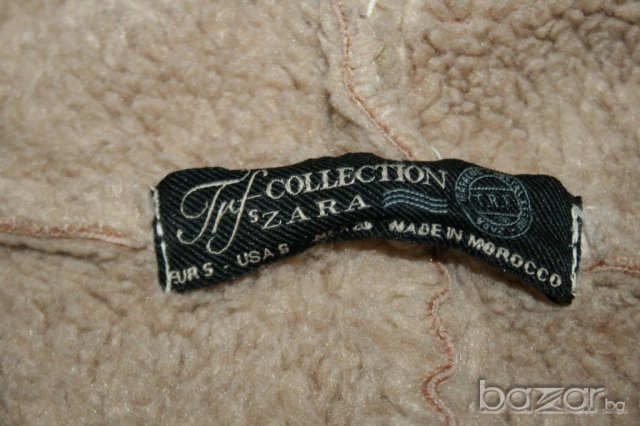 Trf COLLECTION
S ZARA
T.R.F.
EUR S - USA S MADE IN MOROCCO
bazar.bg